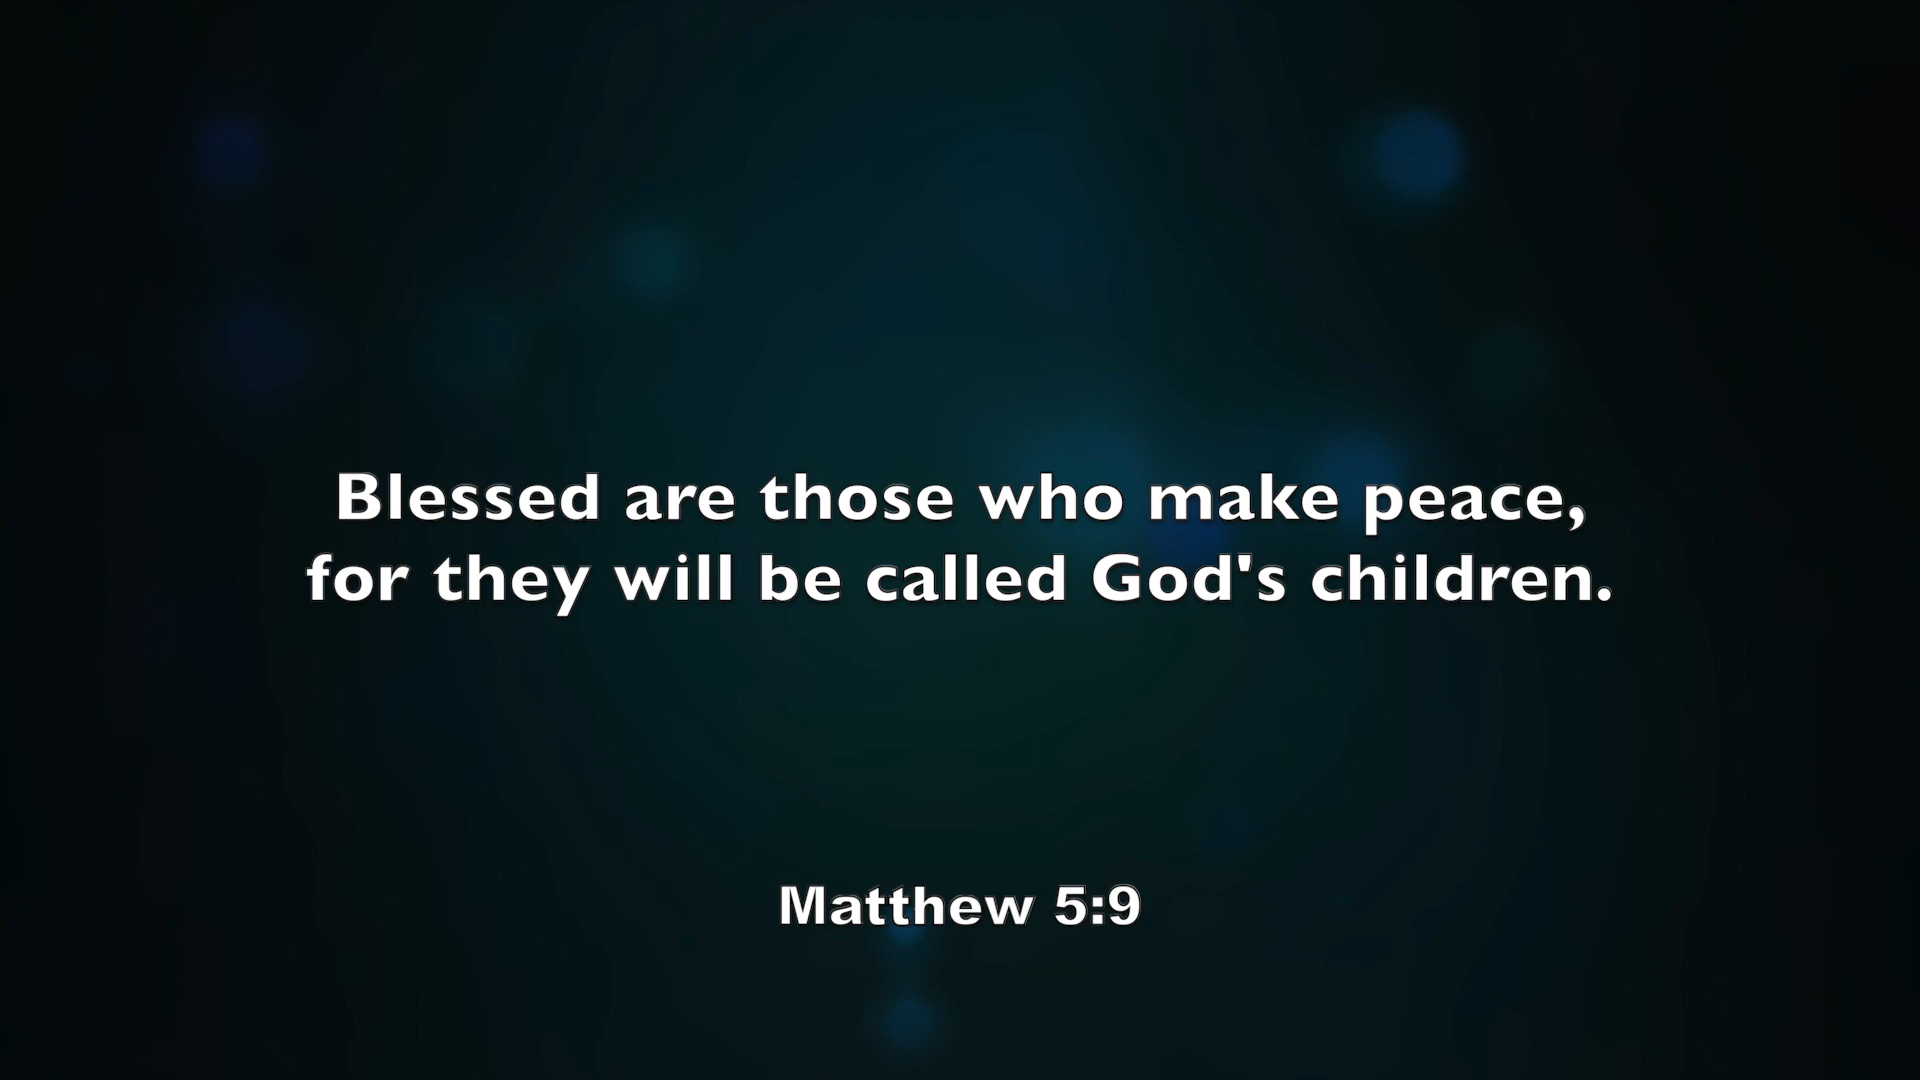 Blessed are those who make peace,
for they will be called God's children.
Matthew 5:9